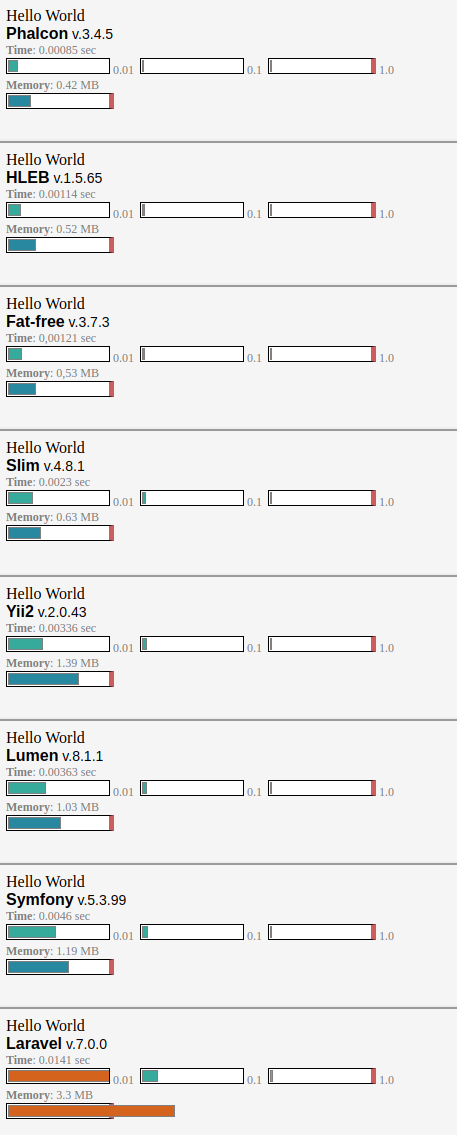 Hello World
Phalcon v.3.4.5
Time: 0.00085 sec
0.01 0.1 1.0
Memory: 0.42 MB
Hello World
HLEB v.1.5.65
Time: 0.00114 sec
0.01 0.1 1.0
Memory: 0.52 MB
Hello World
Fat-free v.3.7.3
Time: 0,00121 sec
0.01 0.1 1.0
Memory: 0,53 MB
Hello World
Slim v.4.8.1
Time: 0.0023 sec
0.01 0.1 1.0
Memory: 0.63 MB
Hello World
Yii2 v.2.0.43
Time: 0.00336 sec
0.01 0.1 1.0
Memory: 1.39 MB
Hello World
Lumen v.8.1.1
Time: 0.00363 sec
0.01 0.1 1.0
Memory: 1.03 MB
Hello World
Symfony v.5.3.99
Time: 0.0046 sec
0.01 0.1 1.0
Memory: 1.19 MB
Hello World
Laravel v.7.0.0
Time: 0.0141 sec
0.01 0.1 1.0
Memory: 3.3 MB